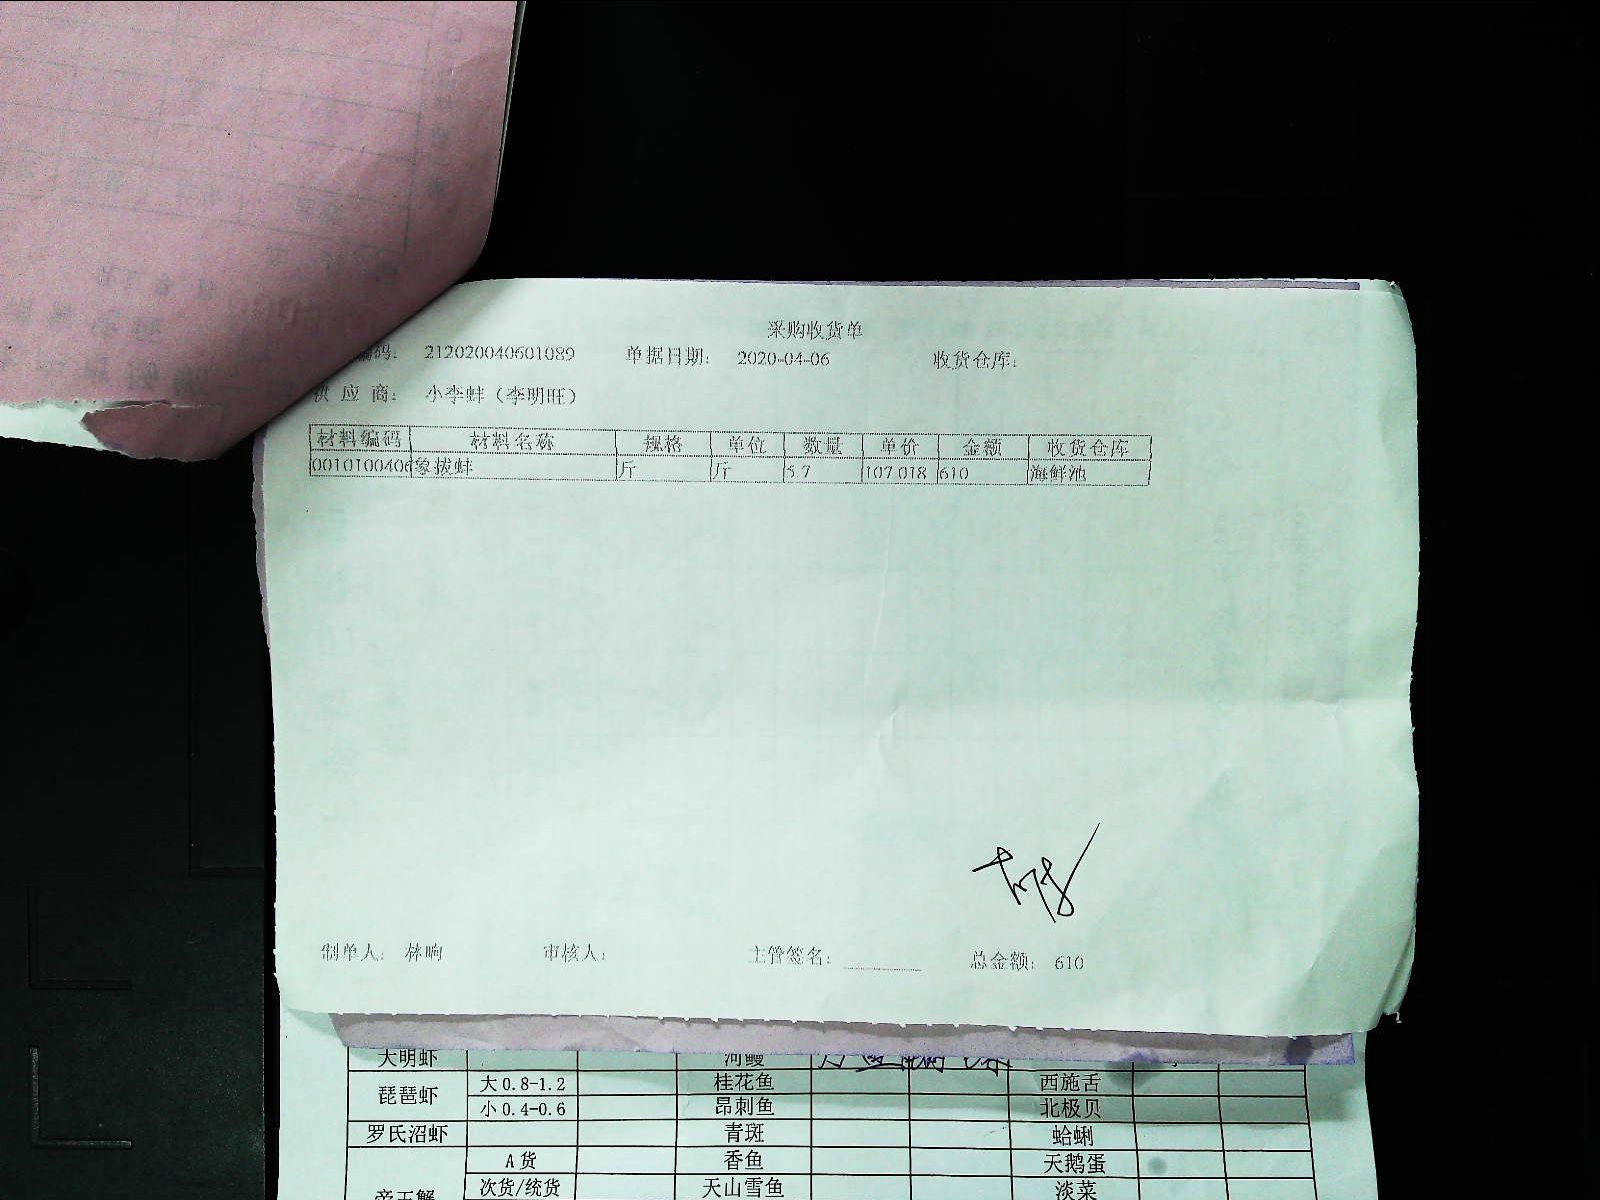 采购收货单
编码： 212020040601089 单据日期： 2020-04-06 收货仓库：
供应商： 小李蚌（李明旺）
材料编码 材料名称 规格 单位 数量 单价 金额 收货仓库
0010100406 象拔蚌 斤 斤 5.7 107.018 610 海鲜池
制单人： 林响 审核人： 主管签名： 总金额： 610
大明虾 河鳗
琵琶虾 大 0.8-1.2 桂花鱼 西施舌
小 0.4-0.6 昂刺鱼 北极贝
罗氏沼虾 青斑 蛤蜊
A 货 香鱼 天鹅蛋
帝王蟹 次货/统货 天山雪鱼 淡菜